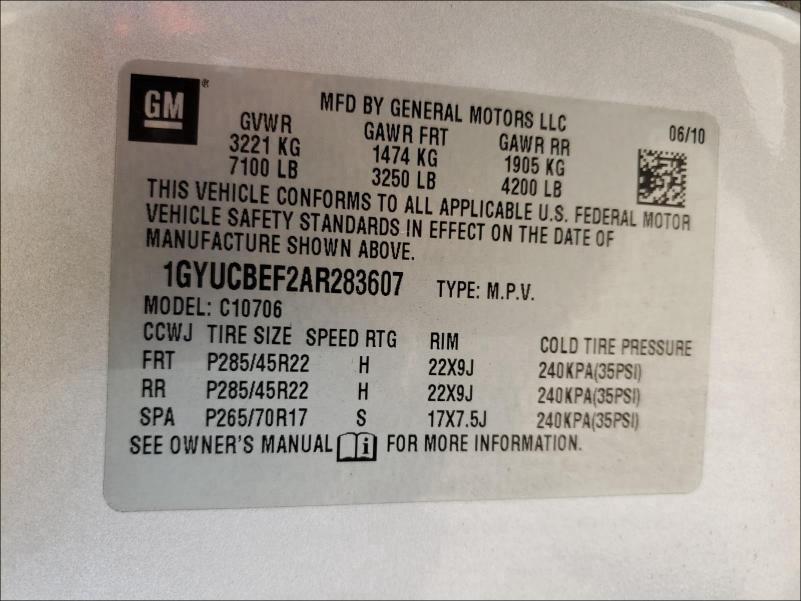 GM ®
MFD BY GENERAL MOTORS LLC 06/10
GVWR GAWR FRT GAWR RR
3221 KG 1474 KG 1905 KG
7100 LB 3250 LB 4200 LB
THIS VEHICLE CONFORMS TO ALL APPLICABLE U.S. FEDERAL MOTOR
VEHICLE SAFETY STANDARDS IN EFFECT ON THE DATE OF
MANUFACTURE SHOWN ABOVE.
1GYUCBEF2AR283607 TYPE: M.P.V.
MODEL: C10706
CCWJ TIRE SIZE SPEED RTG RIM COLD TIRE PRESSURE
FRT P285/45R22 H 22X9J 240KPA(35PSI)
RR P285/45R22 H 22X9J 240KPA(35PSI)
SPA P265/70R17 S 17X7.5J 240KPA(35PSI)
SEE OWNER'S MANUAL i FOR MORE INFORMATION.